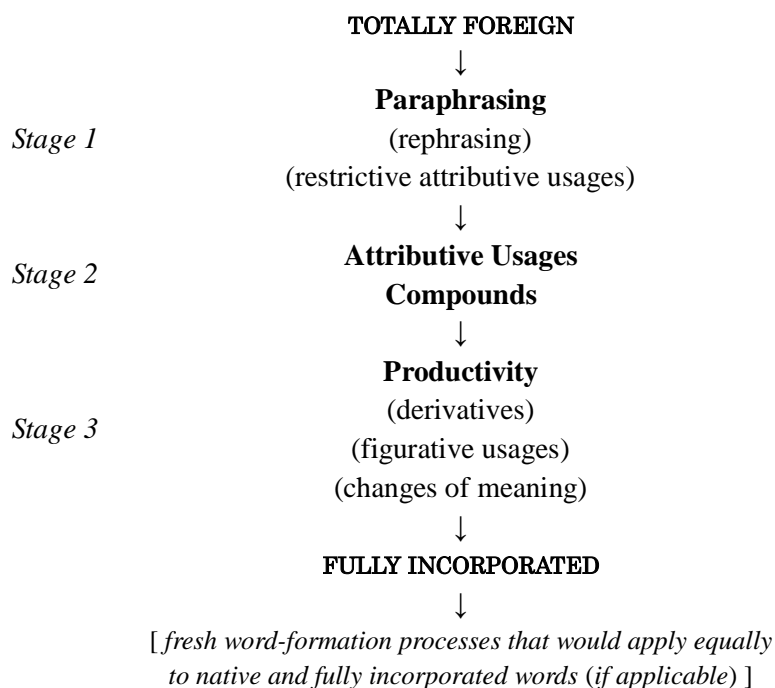 TOTALLY FOREIGN
↓
Paraphrasing
Stage 1 (rephrasing)
(restrictive attributive usages)
↓
Attributive Usages
Stage 2
Compounds
↓
Productivity
(derivatives)
Stage 3
(figurative usages)
(changes of meaning)
↓
FULLY INCORPORATED
↓
[ fresh word-formation processes that would apply equally
to native and fully incorporated words (if applicable) ]